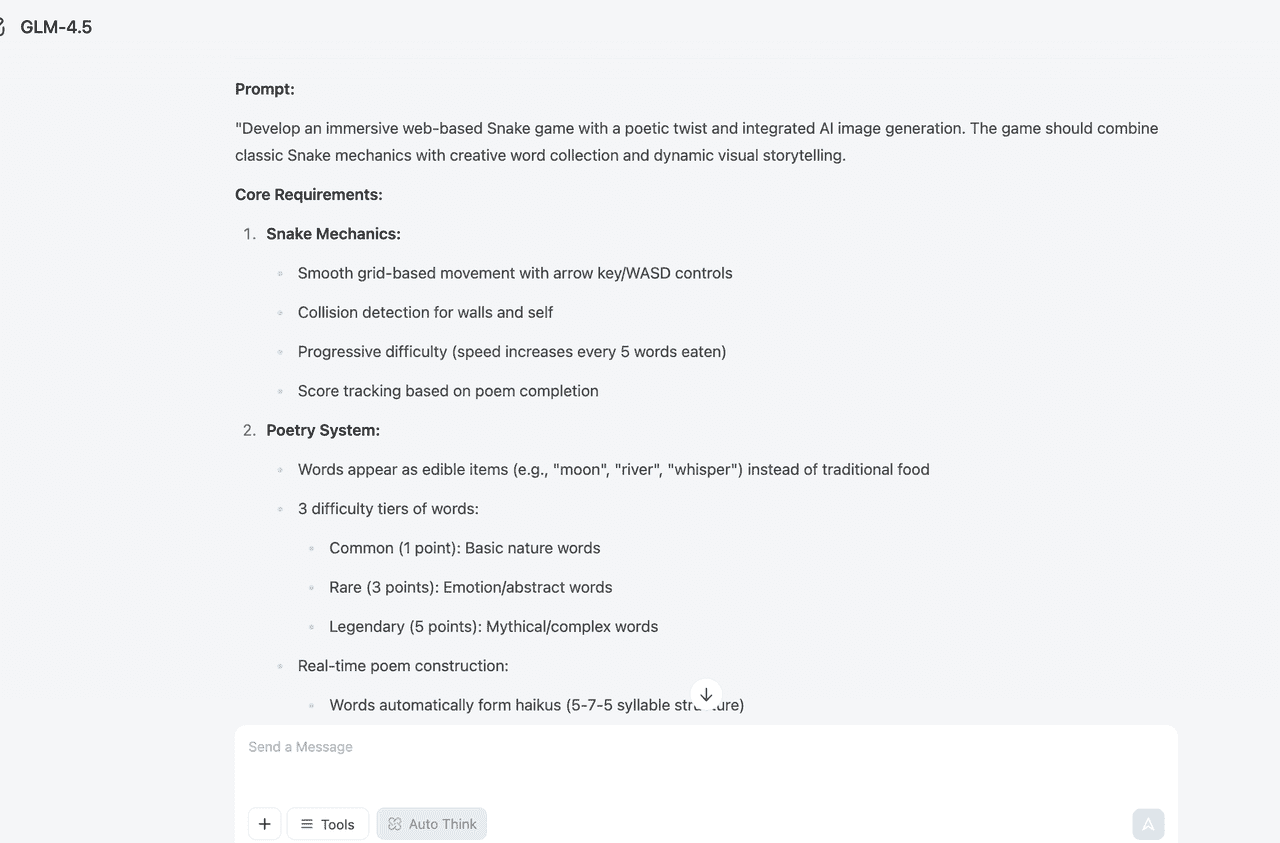 GLM-4.5
Prompt:
"Develop an immersive web-based Snake game with a poetic twist and integrated AI image generation. The game should combine
classic Snake mechanics with creative word collection and dynamic visual storytelling.
Core Requirements:
1. Snake Mechanics:
Smooth grid-based movement with arrow key/WASD controls
Collision detection for walls and self
Progressive difficulty (speed increases every 5 words eaten)
Score tracking based on poem completion
2. Poetry System:
Words appear as edible items (e.g., "moon", "river", "whisper") instead of traditional food
3 difficulty tiers of words:
Common (1 point): Basic nature words
Rare (3 points): Emotion/abstract words
Legendary (5 points): Mythical/complex words
Real-time poem construction:
Words automatically form haikus (5-7-5 syllable structure)
Send a Message
Tools
Auto Think